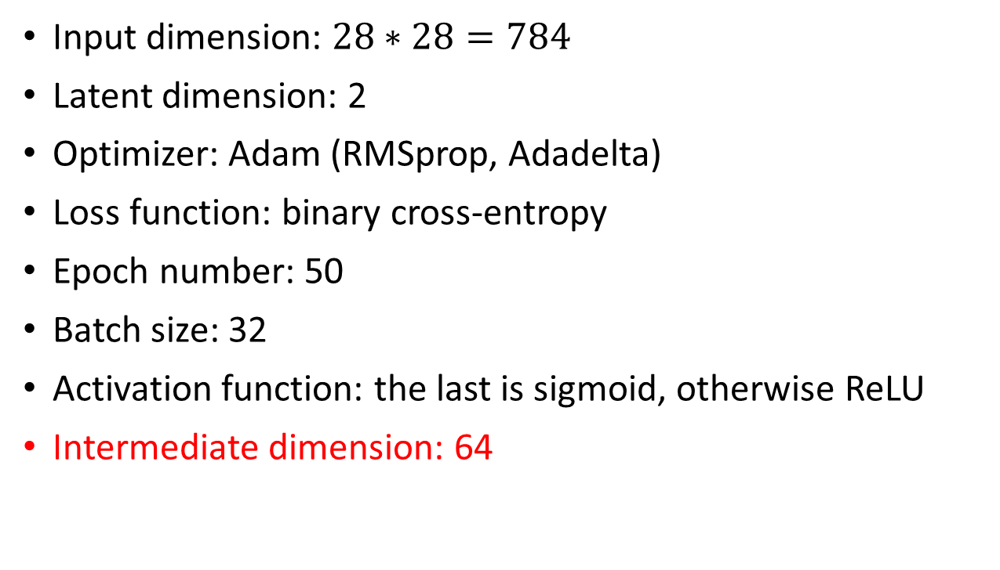 • Input dimension: 28 ∗ 28 = 784
• Latent dimension: 2
• Optimizer: Adam (RMSprop, Adadelta)
• Loss function: binary cross-entropy
• Epoch number: 50
• Batch size: 32
• Activation function: the last is sigmoid, otherwise ReLU
• Intermediate dimension: 64